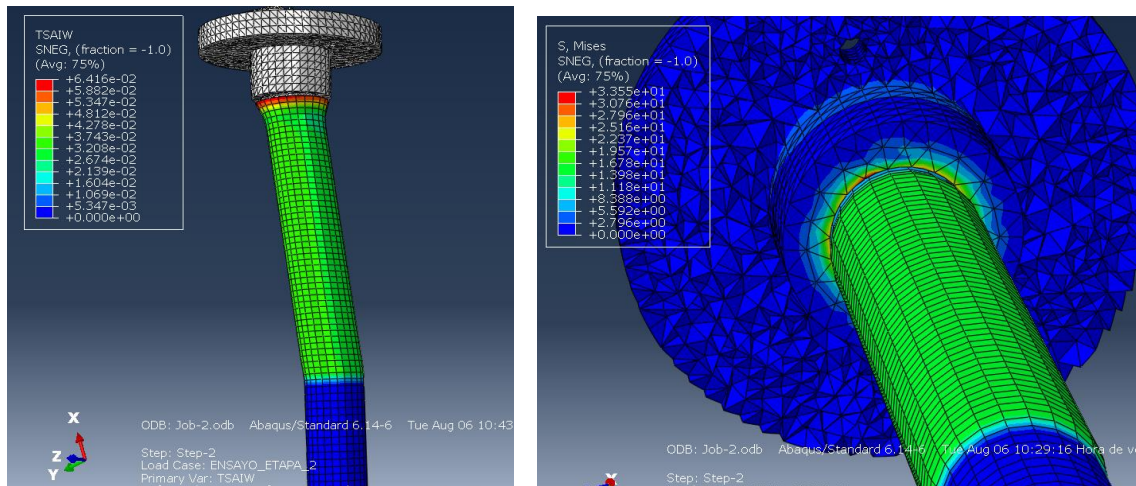 TSAIW
SNEG, (fraction = -1.0)
(Avg: 75%)
+6.416e-02
+5.882e-02
+5.347e-02
+4.812e-02
+4.278e-02
+3.743e-02
+3.208e-02
+2.674e-02
+2.139e-02
+1.604e-02
+1.069e-02
+5.347e-03
+0.000e+00
X
Z
Y
ODB: Job-2.odb Abaqus/Standard 6.14-6 Tue Aug 06 10:43
Step: Step-2
Load Case: ENSAYO_ETAPA_2
Primary Var: TSAIW
S, Mises
SNEG, (fraction = -1.0)
(Avg: 75%)
+3.355e+01
+3.076e+01
+2.796e+01
+2.516e+01
+2.237e+01
+1.957e+01
+1.678e+01
+1.398e+01
+1.118e+01
+8.388e+00
+5.592e+00
+2.796e+00
+0.000e+00
ODB: Job-2.odb Abaqus/Standard 6.14-6 Tue Aug 06 10:29:16 Hora de ve
X
Step: Step-2